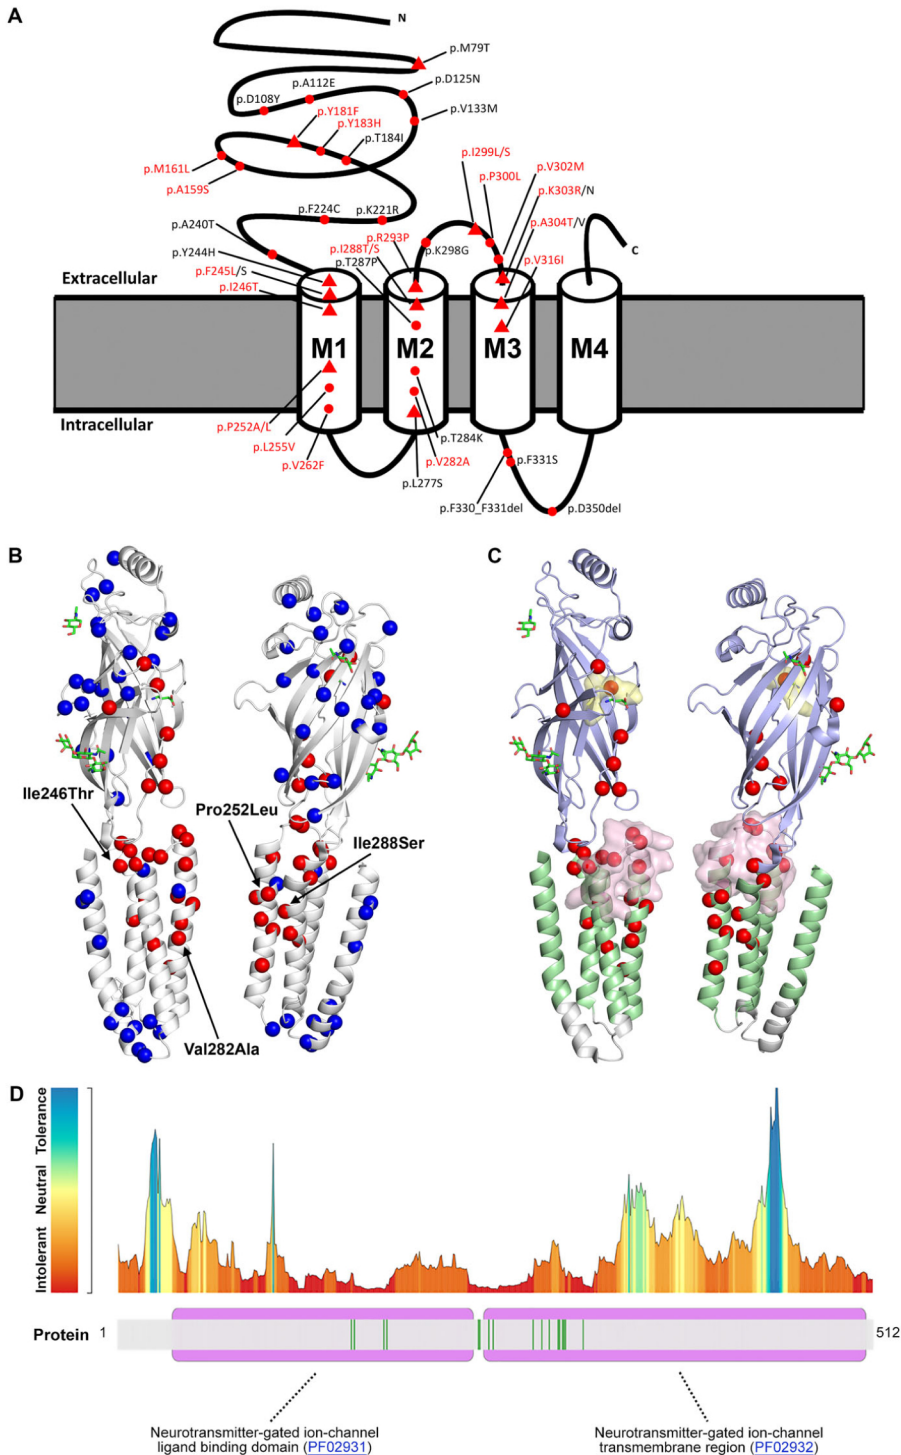 A
N
p.M79T
p.A112E
p.D125N
p.D108Y
p.Y181F
p.V133M
p.Y183H
p.T184I
p.I299L/S
p.M161L
p.V302M
p.P300L
p.A159S
p.K303R/N
p.F224C
p.K221R
p.A304T/V
p.A240T
p.R293P
p.K298G
p.Y244H
p.I288T/S
C
p.T287P
p.V316I
Extracellular
p.F245L/S
p.I246T
M1 M2 M3 M4
Intracellular
p.P252A/L
p.T284K
p.L255V
p.V282A
p.F331S
p.V262F
p.L277S
p.F330_F331del
p.D350del
B
C
Ile246Thr
Pro252Leu
Ile288Ser
Val282Ala
D
Intolerant Neutral Tolerance
Protein 1 512
Neurotransmitter-gated ion-channel
ligand binding domain (PF02931)
Neurotransmitter-gated ion-channel
transmembrane region (PF02932)